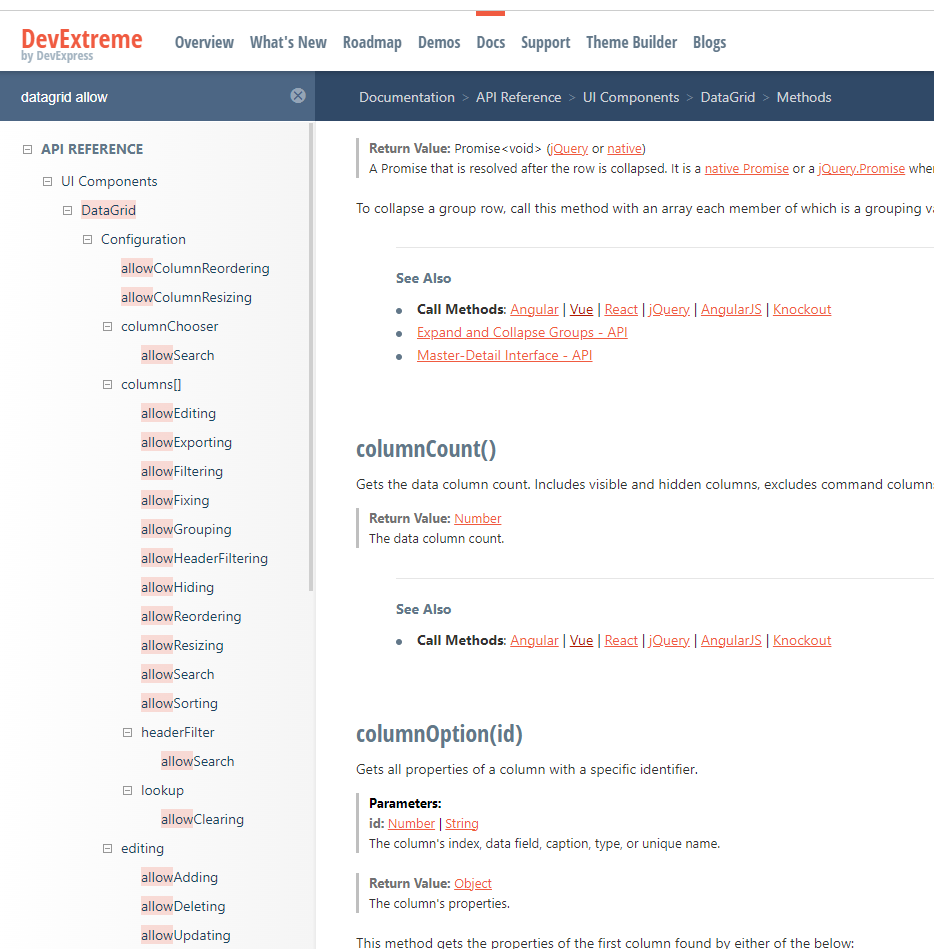 DevExtreme
by DevExpress
Overview What's New Roadmap Demos Docs Support Theme Builder Blogs
datagrid allow
Documentation > API Reference > UI Components > DataGrid > Methods
API REFERENCE
UI Components
DataGrid
Configuration
allowColumnReordering
allowColumnResizing
columnChooser
allowSearch
columns[]
allowEditing
allowExporting
allowFiltering
allowFixing
allowGrouping
allowHeaderFiltering
allowHiding
allowReordering
allowResizing
allowSearch
allowSorting
headerFilter
allowSearch
lookup
allowClearing
editing
allowAdding
allowDeleting
allowUpdating
Return Value: Promise<void> (jQuery or native)
A Promise that is resolved after the row is collapsed. It is a native Promise or a jQuery.Promise
To collapse a group row, call this method with an array each member of which is a grouping
See Also
Call Methods: Angular | Vue | React | jQuery | AngularJS | Knockout
Expand and Collapse Groups - API
Master-Detail Interface - API
columnCount()
Gets the data column count. Includes visible and hidden columns, excludes command
Return Value: Number
The data column count.
See Also
Call Methods: Angular | Vue | React | jQuery | AngularJS | Knockout
columnOption(id)
Gets all properties of a column with a specific identifier.
Parameters:
id: Number | String
The column's index, data field, caption, type, or unique name.
Return Value: Object
The column's properties.
This method gets the properties of the first column found by either of the below: